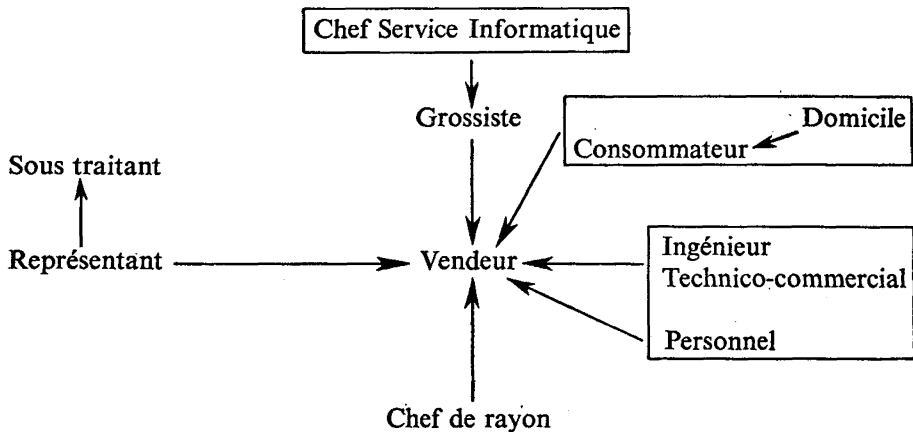 Chef Service Informatique
Grossiste
Domicile
Consommateur
Sous traitant
Représentant
Vendeur
Ingénieur
Technico-commercial
Personnel
Chef de rayon